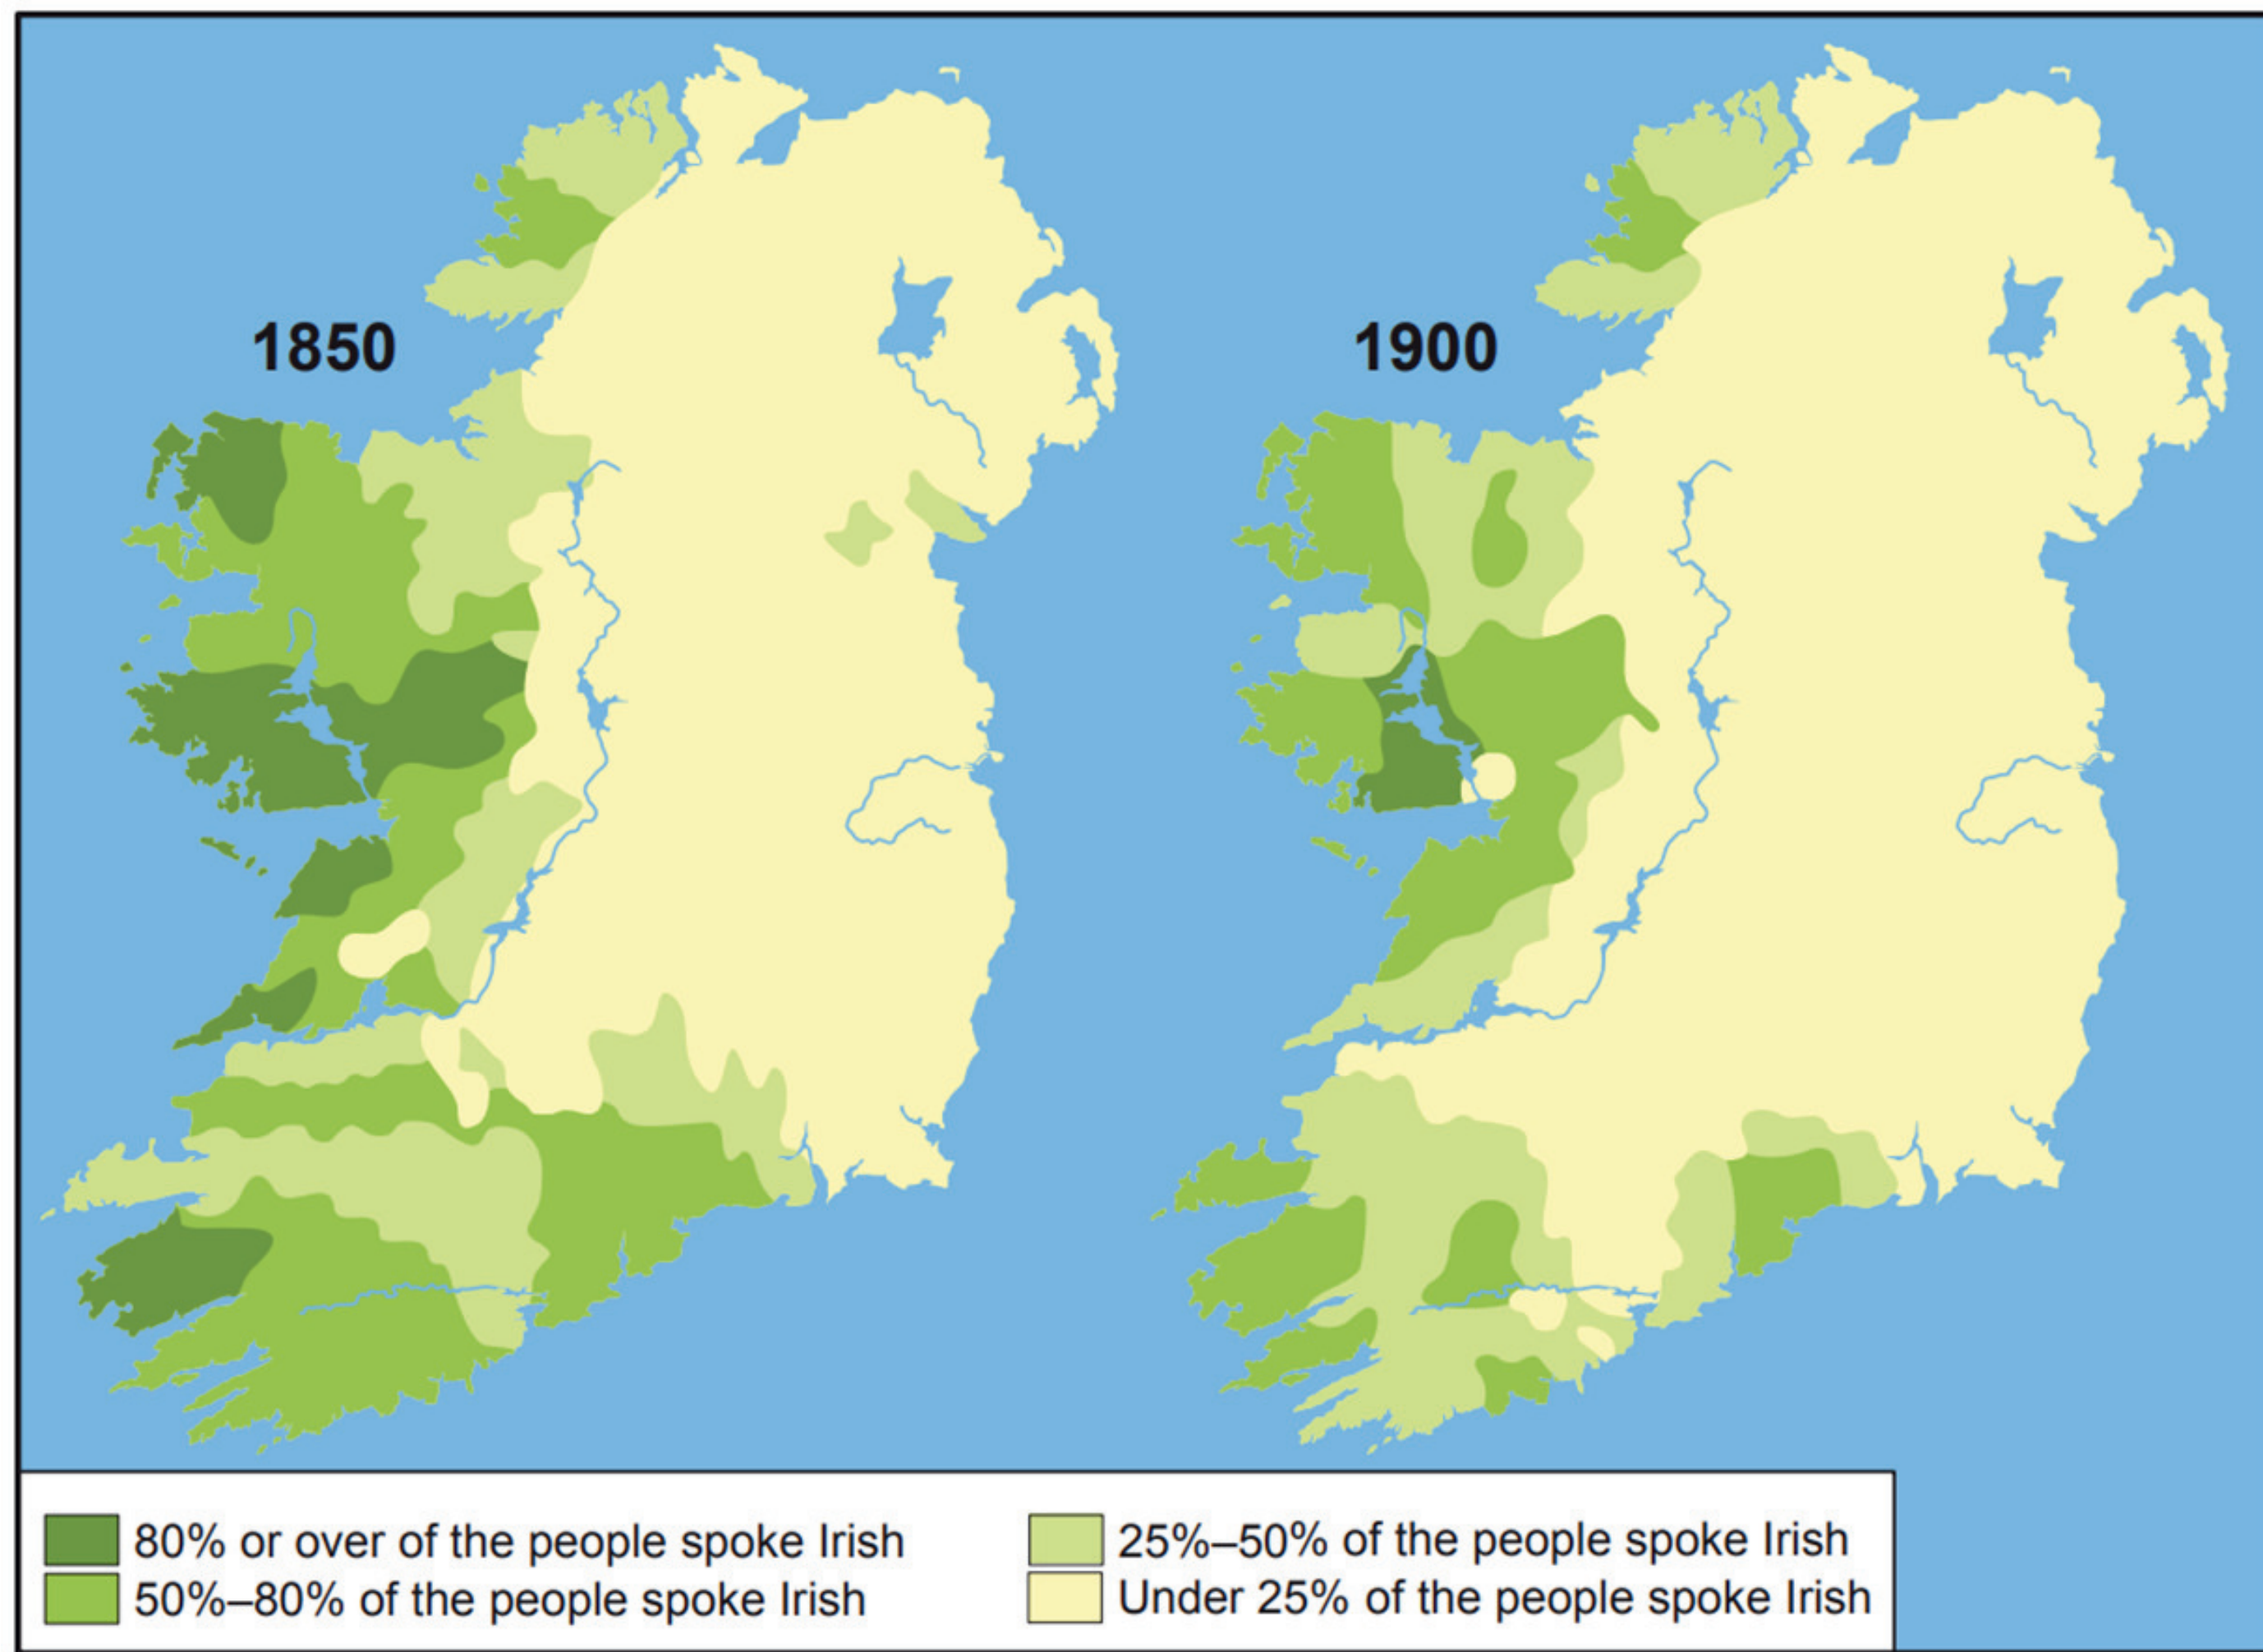 1850
1900
80% or over of the people spoke Irish
50%–80% of the people spoke Irish
25%–50% of the people spoke Irish
Under 25% of the people spoke Irish